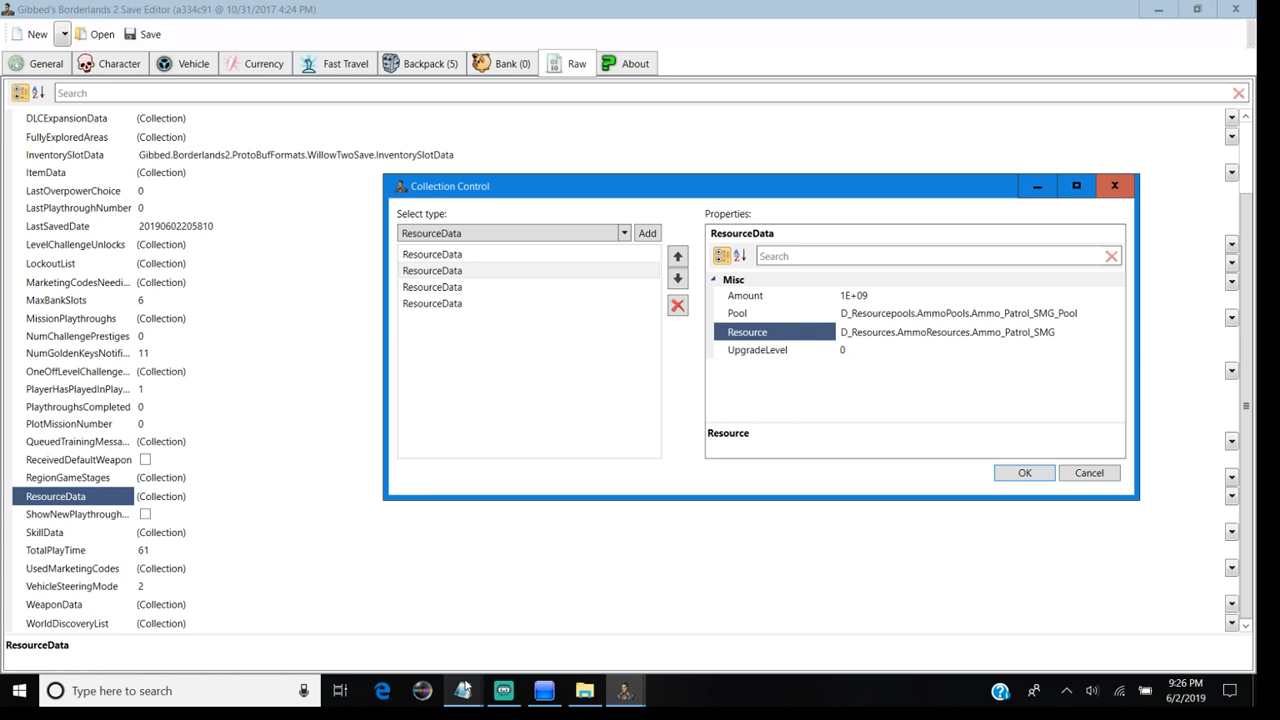 Gibbed's Borderlands 2 Save Editor (a334c91 @ 10/31/2017 4:24 PM)
New Open Save
General Character Vehicle Currency Fast Travel Backpack (5) Bank (0) Raw About
Search
DLCExpansionData (Collection)
FullyExploredAreas (Collection)
InventorySlotData Gibbed.Borderlands2.ProtoBufFormats.WillowTwoSave.InventorySlotData
ItemData (Collection)
LastOverpowerChoice 0
LastPlaythroughNumber 0
LastSavedDate 20190602205810
LevelChallengeUnlocks (Collection)
LockoutList (Collection)
MarketingCodesNeedi... (Collection)
MaxBankSlots 6
MissionPlaythroughs (Collection)
NumChallengePrestiges 0
NumGoldenKeysNotifi... 11
OneOffLevelChallenge... (Collection)
PlayerHasPlayedInPlay... 1
PlaythroughsCompleted 0
PlotMissionNumber 0
QueuedTrainingMessa... (Collection)
ReceivedDefaultWeapon
RegionGameStages (Collection)
ResourceData (Collection)
ShowNewPlaythrough...
SkillData (Collection)
TotalPlayTime 61
UsedMarketingCodes (Collection)
VehicleSteeringMode 2
WeaponData (Collection)
WorldDiscoveryList (Collection)
ResourceData
Collection Control
Select type:
ResourceData Add
ResourceData
ResourceData
ResourceData
ResourceData
Properties:
ResourceData
Search
Misc
Amount 1E+09
Pool D_Resourcepools.AmmoPools.Ammo_Patrol_SMG_Pool
Resource D_Resources.AmmoResources.Ammo_Patrol_SMG
UpgradeLevel 0
Resource
OK Cancel
Type here to search
9:26 PM
6/2/2019